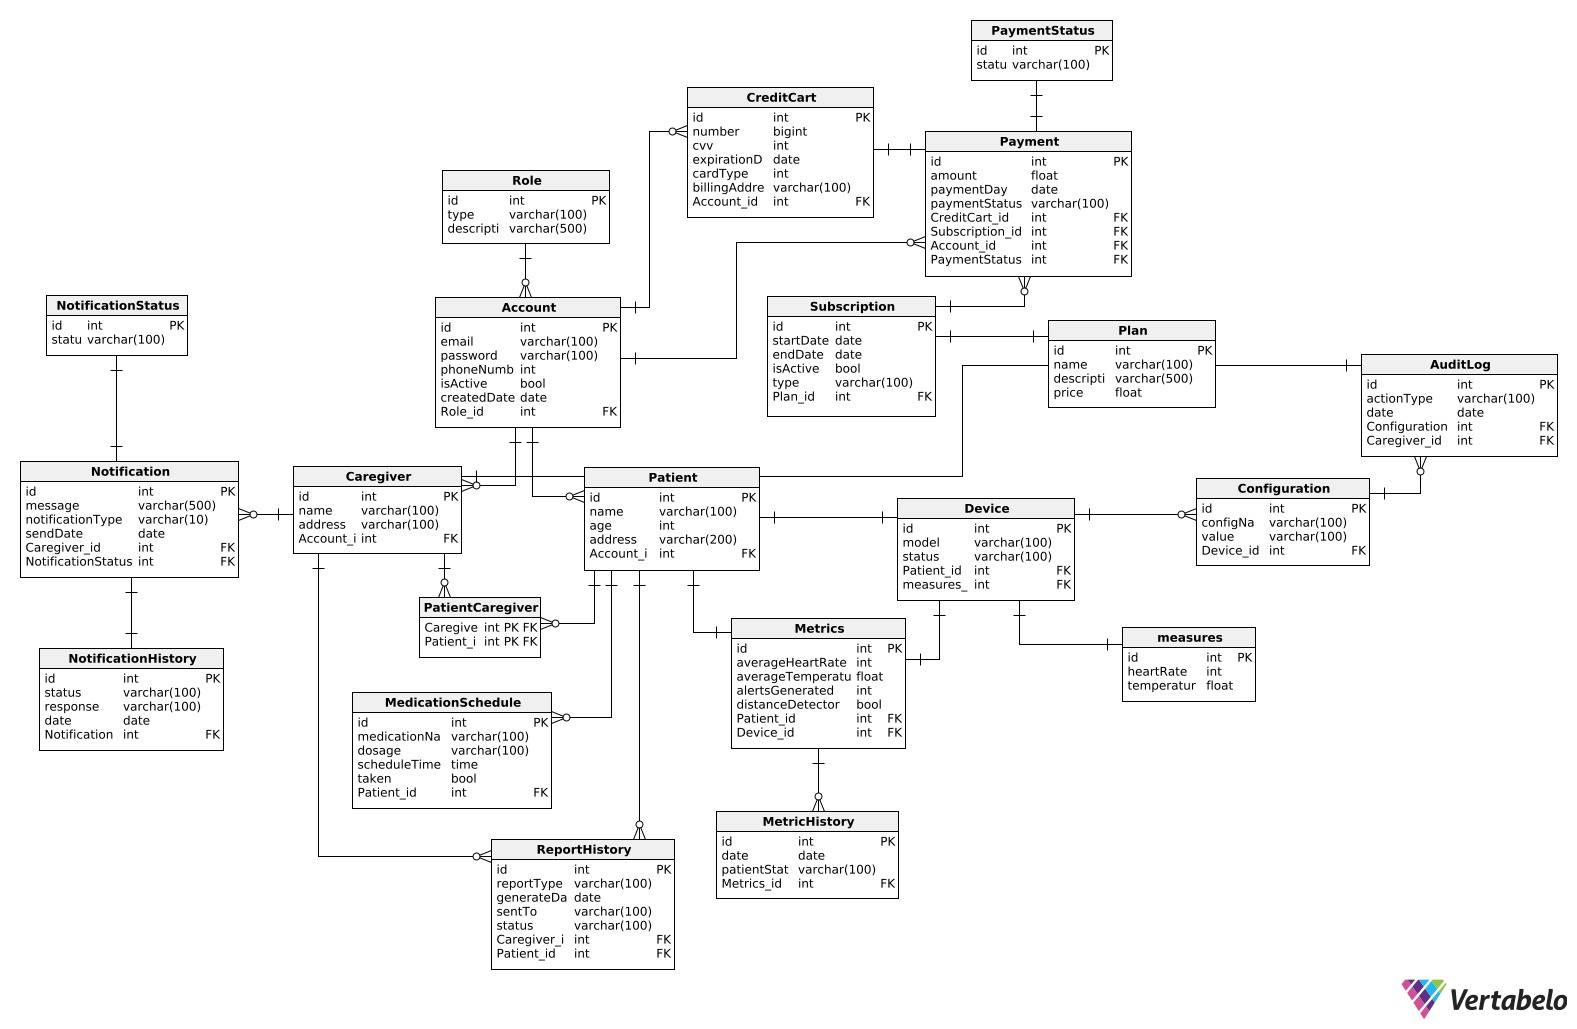 PaymentStatus
id int PK
statu varchar(100)
CreditCart
id int PK
number bigint
cvv int
expirationD date
cardType int
billingAddre varchar(100)
Account_id int FK
Payment
id int PK
amount float
paymentDay date
paymentStatus varchar(100)
CreditCart_id int FK
Subscription_id int FK
Account_id int FK
PaymentStatus int FK
Role
id int PK
type varchar(100)
descripti varchar(500)
NotificationStatus
id int PK
statu varchar(100)
Account
id int PK
email varchar(100)
password varchar(100)
phoneNumb int
isActive bool
createdDate date
Role_id int FK
Subscription
id int PK
startDate date
endDate date
isActive bool
type varchar(100)
Plan_id int FK
Plan
id int PK
name varchar(100)
descripti varchar(500)
price float
AuditLog
id int PK
actionType varchar(100)
date date
Configuration int FK
Caregiver_id int FK
Notification
id int PK
message varchar(500)
notificationType varchar(10)
sendDate date
Caregiver_id int FK
NotificationStatus int FK
Caregiver
id int PK
name varchar(100)
address varchar(100)
Account_i int FK
Patient
id int PK
name varchar(100)
age int
address varchar(200)
Account_i int FK
Device
id int PK
model varchar(100)
status varchar(100)
Patient_id int FK
measures_ int FK
Configuration
id int PK
configNa varchar(100)
value varchar(100)
Device_id int FK
PatientCaregiver
Caregive int PK FK
Patient_i int PK FK
Metrics
id int PK
averageHeartRate int
averageTemperatu float
alertsGenerated int
distanceDetector bool
Patient_id int FK
Device_id int FK
measures
id int PK
heartRate int
temperatur float
NotificationHistory
id int PK
status varchar(100)
response varchar(100)
date date
Notification int FK
MedicationSchedule
id int PK
medicationNa varchar(100)
dosage varchar(100)
scheduleTime time
taken bool
Patient_id int FK
MetricHistory
id int PK
date date
patientStat varchar(100)
Metrics_id int FK
ReportHistory
id int PK
reportType varchar(100)
generateDa date
sentTo varchar(100)
status varchar(100)
Caregiver_i int FK
Patient_id int FK
Vertabelo